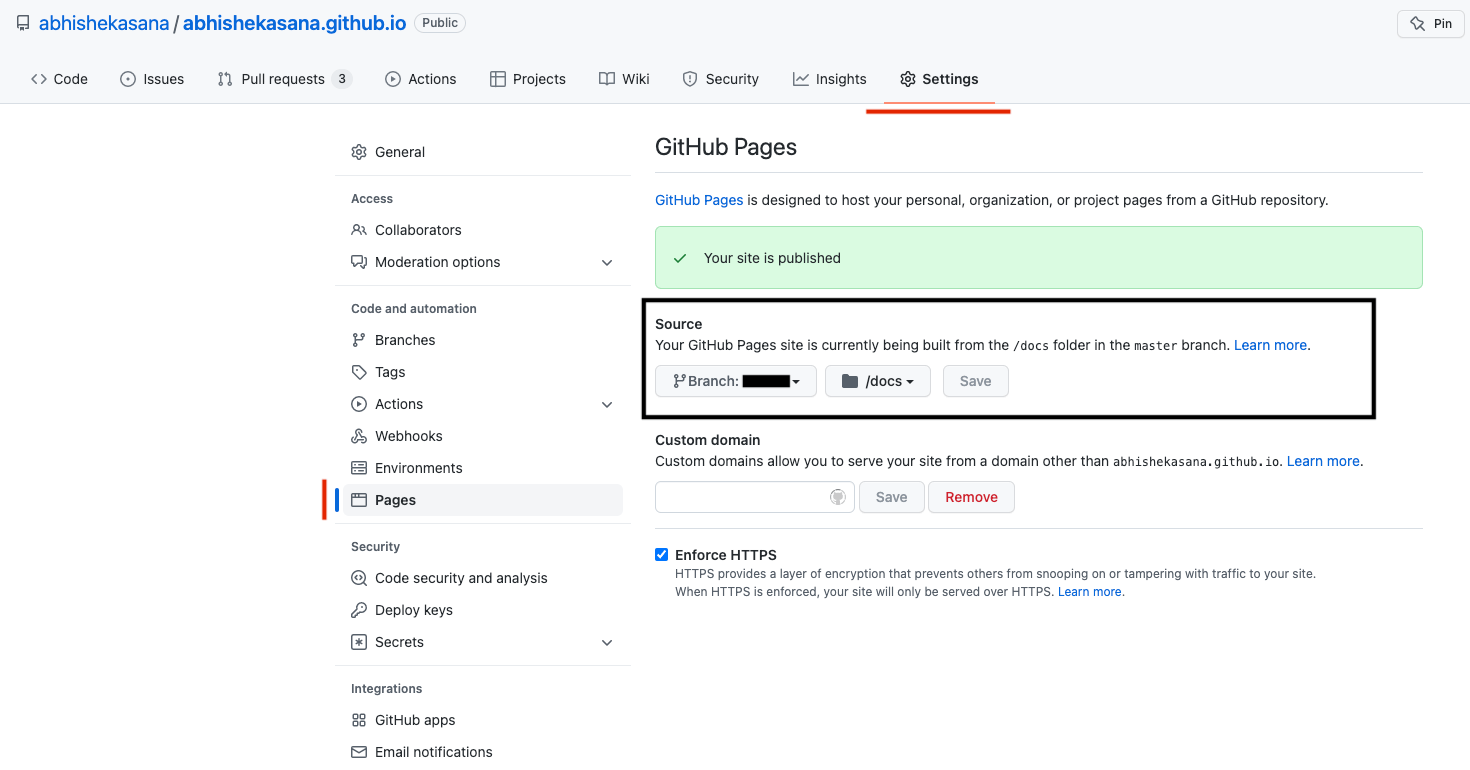 abhishekasana / abhishekasana.github.io Public
Pin
Code Issues Pull requests 3 Actions Projects Wiki Security Insights Settings
General
Access
Collaborators
Moderation options
Code and automation
Branches
Tags
Actions
Webhooks
Environments
Pages
Security
Code security and analysis
Deploy keys
Secrets
Integrations
GitHub apps
Email notifications
GitHub Pages
GitHub Pages is designed to host your personal, organization, or project pages from a GitHub repository.
Your site is published
Source
Your GitHub Pages site is currently being built from the /docs folder in the master branch. Learn more.
Branch: /docs Save
Custom domain
Custom domains allow you to serve your site from a domain other than abhishekasana.github.io. Learn more.
Save Remove
Enforce HTTPS
HTTPS provides a layer of encryption that prevents others from snooping on or tampering with traffic to your site.
When HTTPS is enforced, your site will only be served over HTTPS. Learn more.